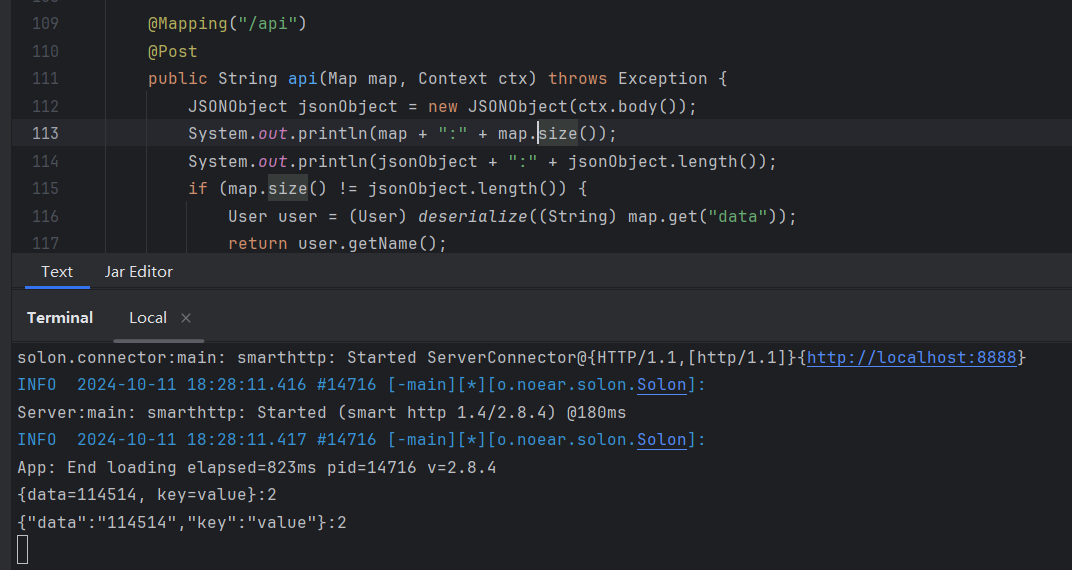 109 @Mapping("/api")
110 @Post
111 public String api(Map map, Context ctx) throws Exception {
112 JSONObject jsonObject = new JSONObject(ctx.body());
113 System.out.println(map + ":" + map.size());
114 System.out.println(jsonObject + ":" + jsonObject.length());
115 if (map.size() != jsonObject.length()) {
116 User user = (User) deserialize((String) map.get("data"));
117 return user.getName();
Text Jar Editor
Terminal Local ×
solon.connector:main: smarthttp: Started ServerConnector@{HTTP/1.1,[http/1.1]}{http://localhost:8888}
INFO 2024-10-11 18:28:11.416 #14716 [-main][*][o.noear.solon.Solon]:
Server:main: smarthttp: Started (smart http 1.4/2.8.4) @180ms
INFO 2024-10-11 18:28:11.417 #14716 [-main][*][o.noear.solon.Solon]:
App: End loading elapsed=823ms pid=14716 v=2.8.4
{data=114514, key=value}:2
{"data":"114514","key":"value"}:2